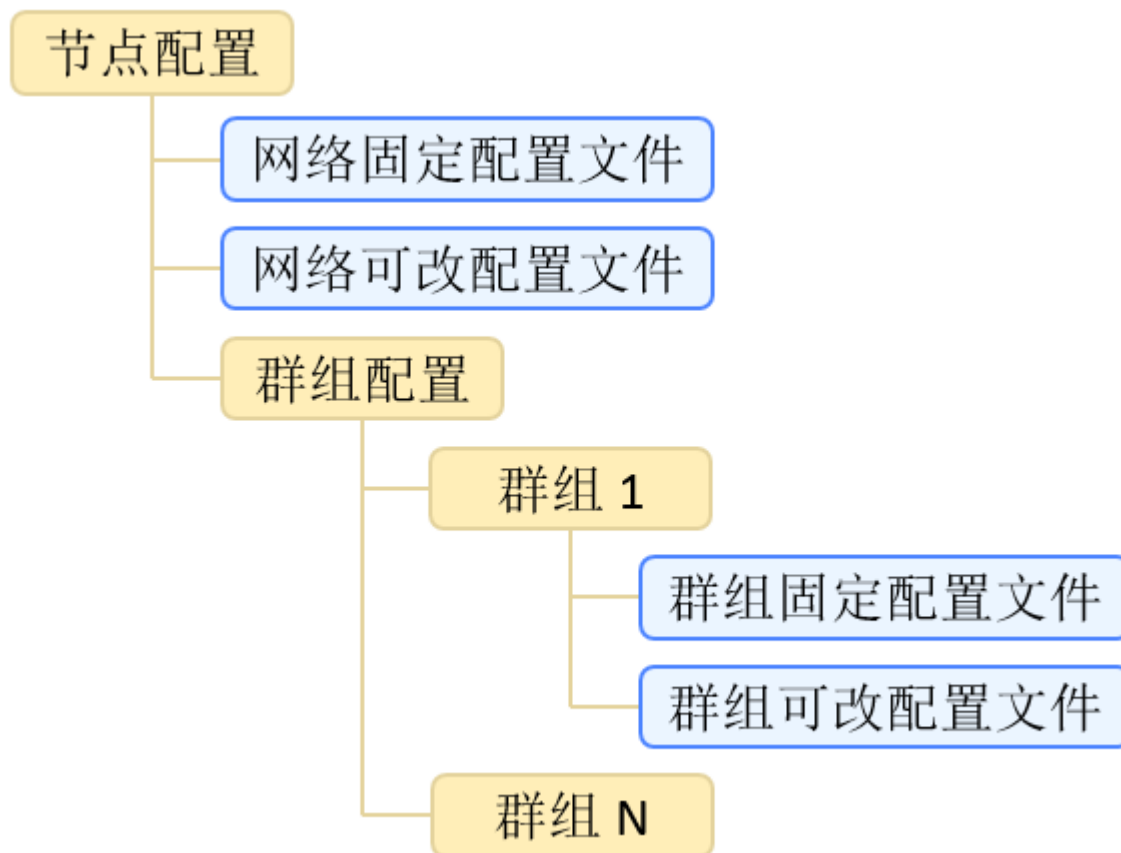 节点配置
网络固定配置文件
网络可改配置文件
群组配置
群组 1
群组固定配置文件
群组可改配置文件
群组 N